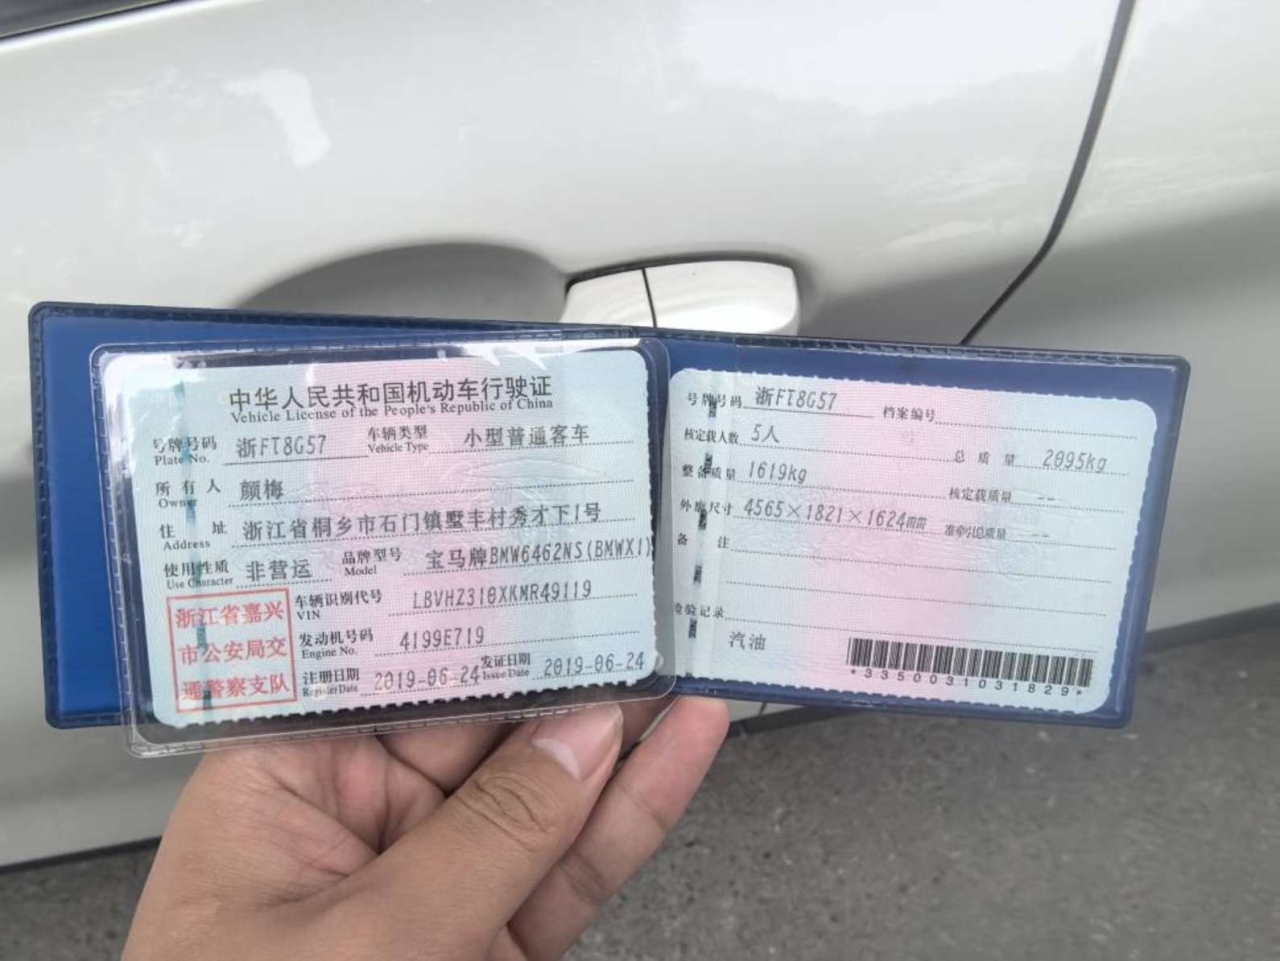 中华人民共和国机动车行驶证
Vehicle License of the People's Republic of China
号牌号码 浙FT8G57 车辆类型 小型普通客车
Plate No. Vehicle Type
所有人 颜梅
Owner
住址 浙江省桐乡市石门镇墅丰村秀才下1号
Address
使用性质 非营运 品牌型号 宝马牌BMW6462NS(BMWX1)
Use Character Model
浙江省嘉兴
市公安局交
通警察支队
车辆识别代号 LBVHZ310XKMR49119
VIN
发动机号码 4199E719
Engine No.
注册日期 2019-06-24 发证日期 2019-06-24
Register Date Issue Date
号牌号码 浙FT8G57 档案编号
核定载人数 5人 总质量 2095kg
整备质量 1619kg 核定载质量 --
外廓尺寸 4565×1821×1624mm 准牵引总质量 --
备注
检验记录
汽油
*3350031031829*